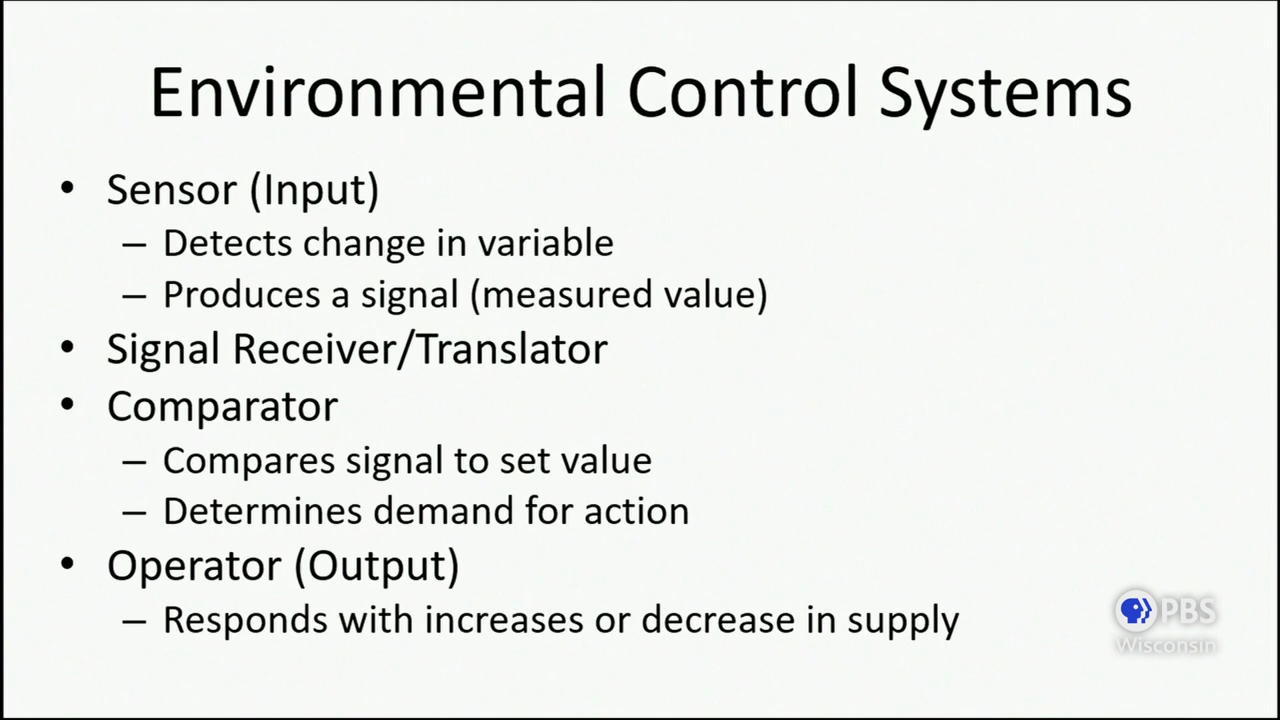 Environmental Control Systems
• Sensor (Input)
– Detects change in variable
– Produces a signal (measured value)
• Signal Receiver/Translator
• Comparator
– Compares signal to set value
– Determines demand for action
• Operator (Output)
– Responds with increases or decrease in supply
PBS
Wisconsin